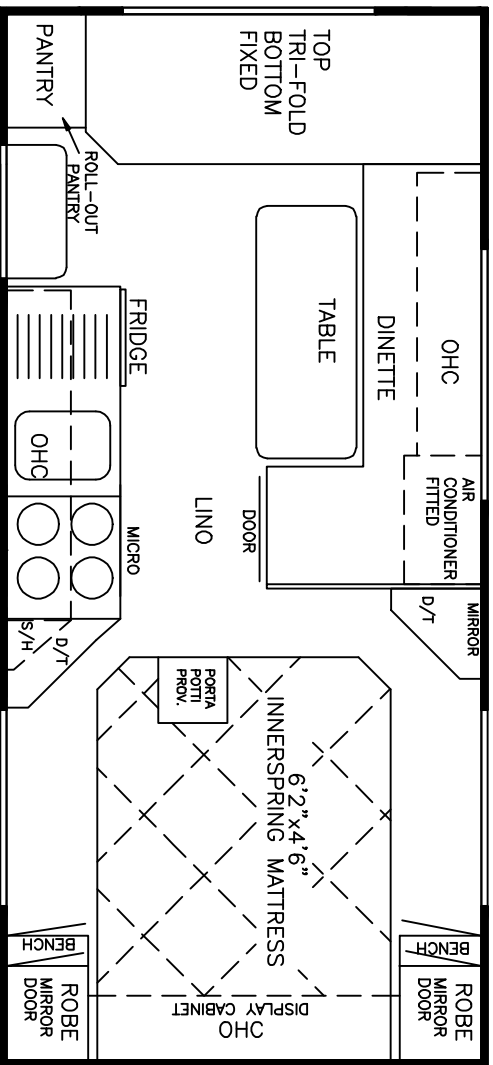 PANTRY
ROLL-OUT
PANTRY
TOP
TRI-FOLD
BOTTOM
FIXED
FRIDGE
TABLE
DINETTE
OHC
OHC
AIR
CONDITIONER
FITTED
DOOR
LINO
MICRO
D/T
S/H
D/T
MIRROR
PORTA
POTTI
PROV.
6'2"x4'6"
INNERSPRING MATTRESS
BENCH
BENCH
ROBE
MIRROR
DOOR
DISPLAY CABINET
OHC
ROBE
MIRROR
DOOR